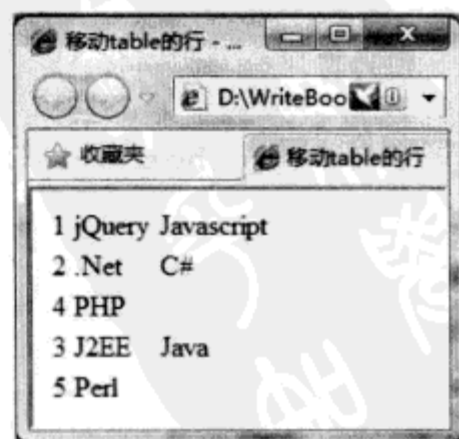 移动table的行 - ...
D:\WriteBoo
收藏夹
移动table的行
1 jQuery Javascript
2 .Net C#
4 PHP
3 J2EE Java
5 Perl